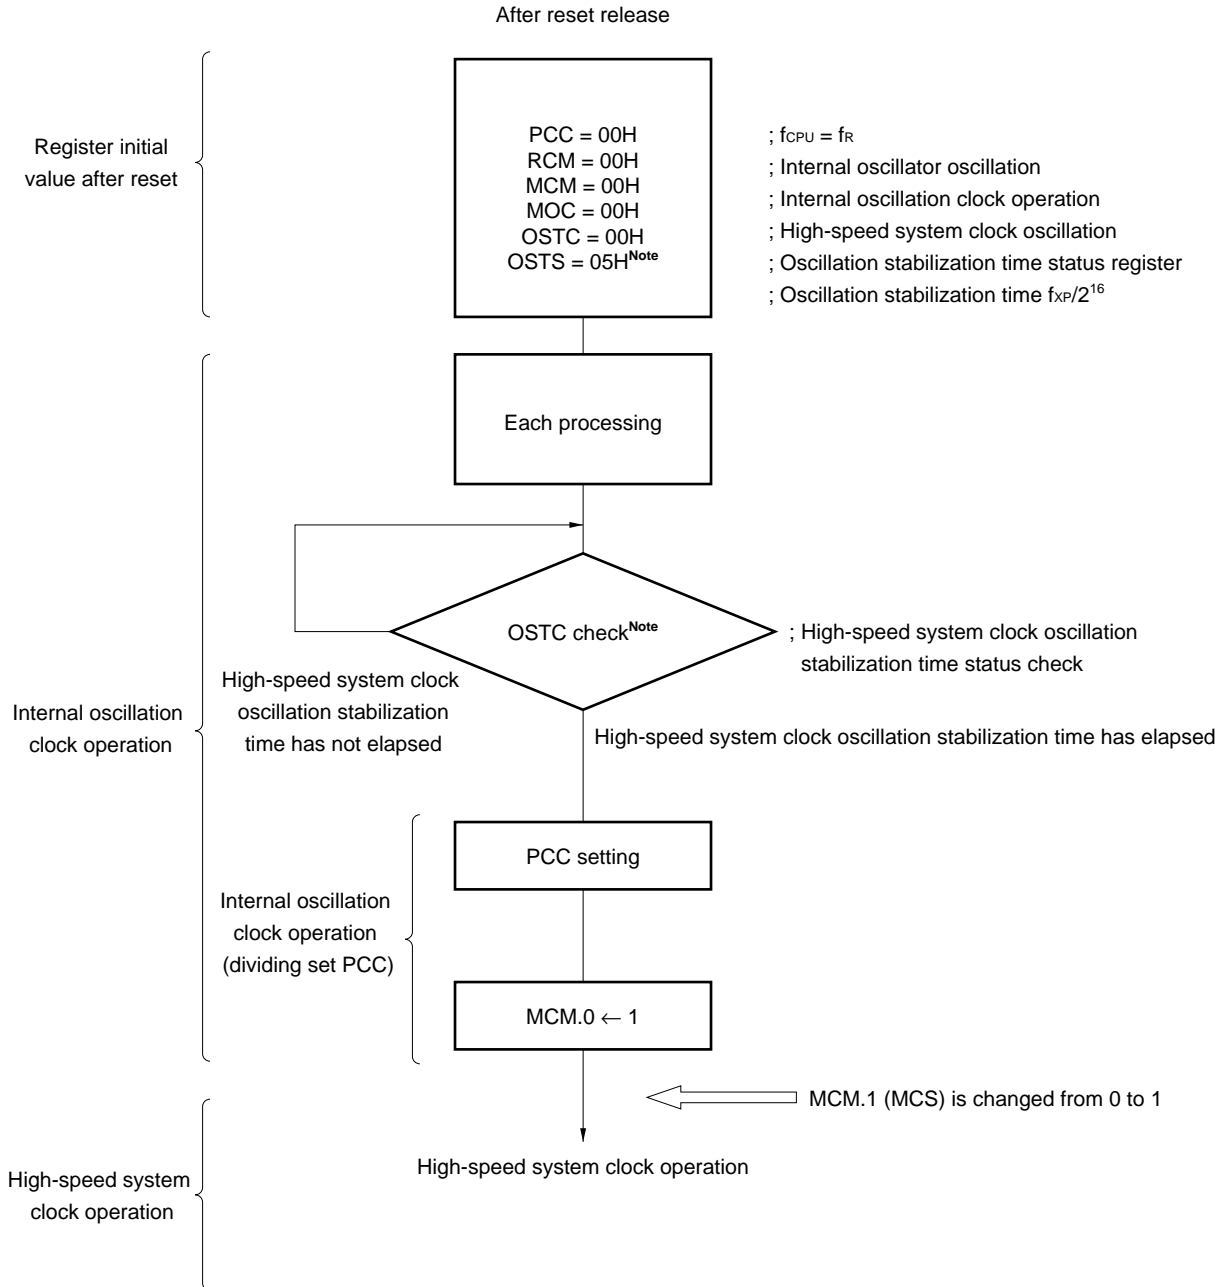 After reset release
Register initial
value after reset
PCC = 00H
RCM = 00H
MCM = 00H
MOC = 00H
OSTC = 00H
OSTS = 05HNote
; fCPU = fR
; Internal oscillator oscillation
; Internal oscillation clock operation
; High-speed system clock oscillation
; Oscillation stabilization time status register
; Oscillation stabilization time fXP/2^16
Each processing
OSTC checkNote
; High-speed system clock oscillation
stabilization time status check
High-speed system clock
oscillation stabilization
time has not elapsed
High-speed system clock oscillation stabilization time has elapsed
Internal oscillation
clock operation
PCC setting
Internal oscillation
clock operation
(dividing set PCC)
MCM.0 ← 1
MCM.1 (MCS) is changed from 0 to 1
High-speed system clock operation
High-speed system
clock operation